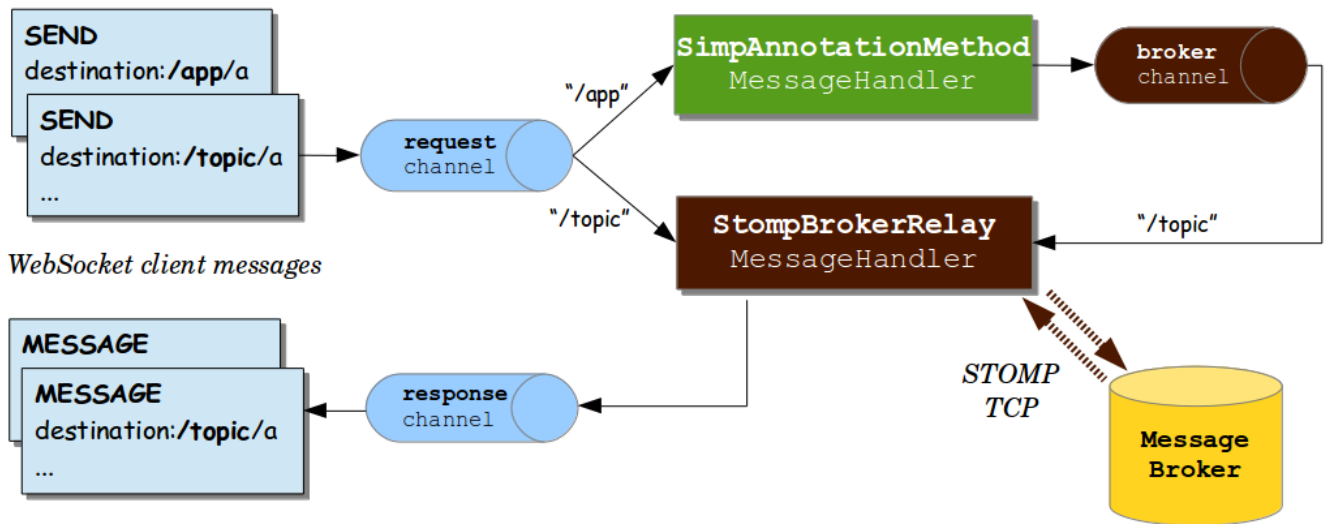 SEND
destination:/app/a
SEND
destination:/topic/a
...
WebSocket client messages
request
channel
“/app”
“/topic”
SimpAnnotationMethod
MessageHandler
broker
channel
StompBrokerRelay
MessageHandler
“/topic”
MESSAGE
MESSAGE
destination:/topic/a
...
response
channel
STOMP
TCP
Message
Broker